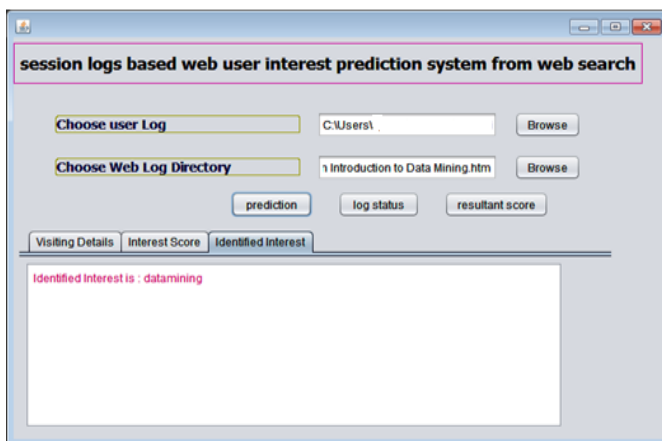 session logs based web user interest prediction system from web search
Choose user Log C:\Users\ Browse
Choose Web Log Directory Introduction to Data Mining.htm Browse
prediction log status resultant score
Visiting Details Interest Score Identified Interest
Identified Interest is : datamining